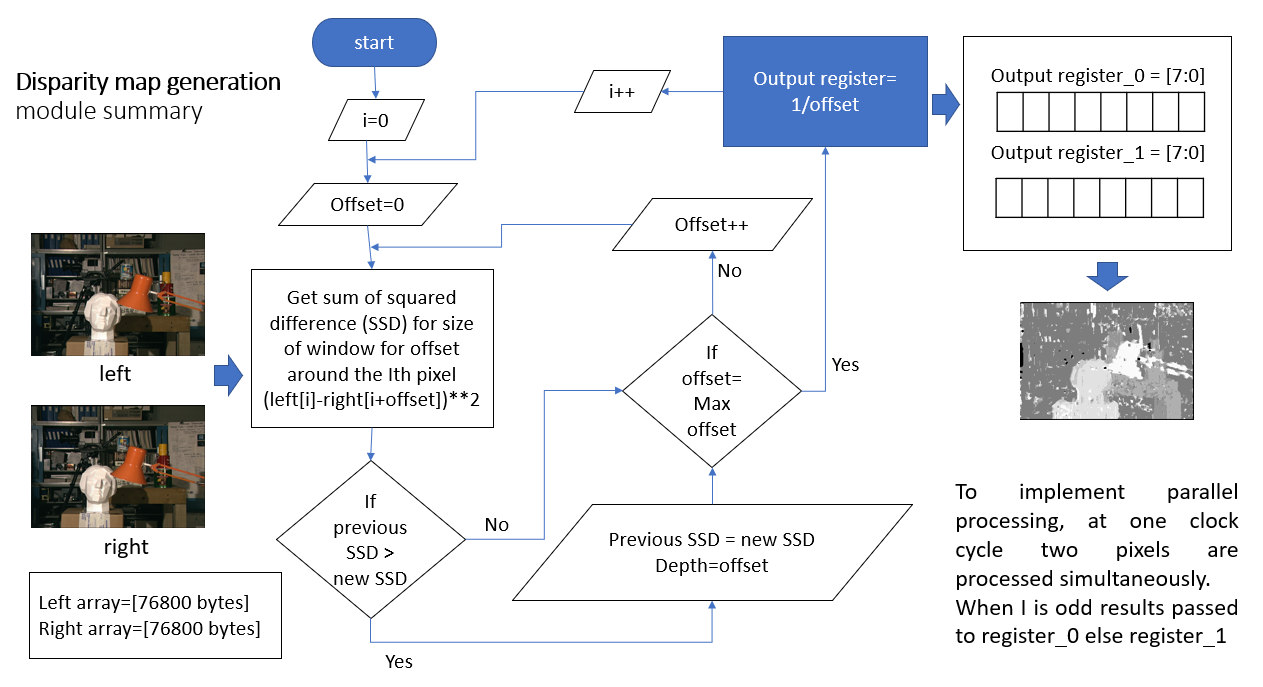 Disparity map generation
module summary
start
i=0
Offset=0
i++
Output register=
1/offset
Output register_0 = [7:0]
Output register_1 = [7:0]
Offset++
No
Yes
left
right
Get sum of squared
difference (SSD) for size
of window for offset
around the Ith pixel
(left[i]-right[i+offset])**2
If
offset=
Max
offset
If
previous
SSD >
new SSD
No
Yes
Previous SSD = new SSD
Depth=offset
Left array=[76800 bytes]
Right array=[76800 bytes]
To implement parallel
processing, at one clock
cycle two pixels are
processed simultaneously.
When I is odd results passed
to register_0 else register_1